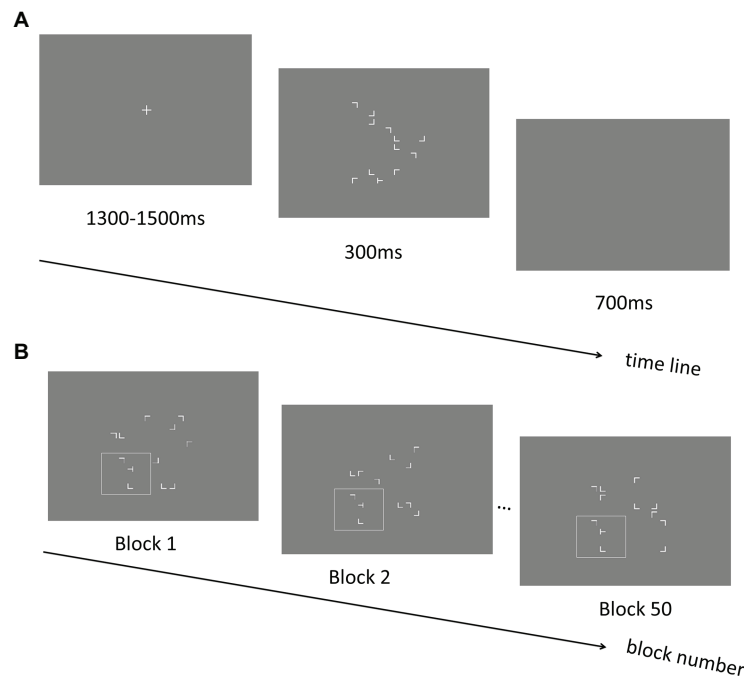 A
1300-1500ms
300ms
700ms
time line
B
Block 1
Block 2
...
Block 50
block number